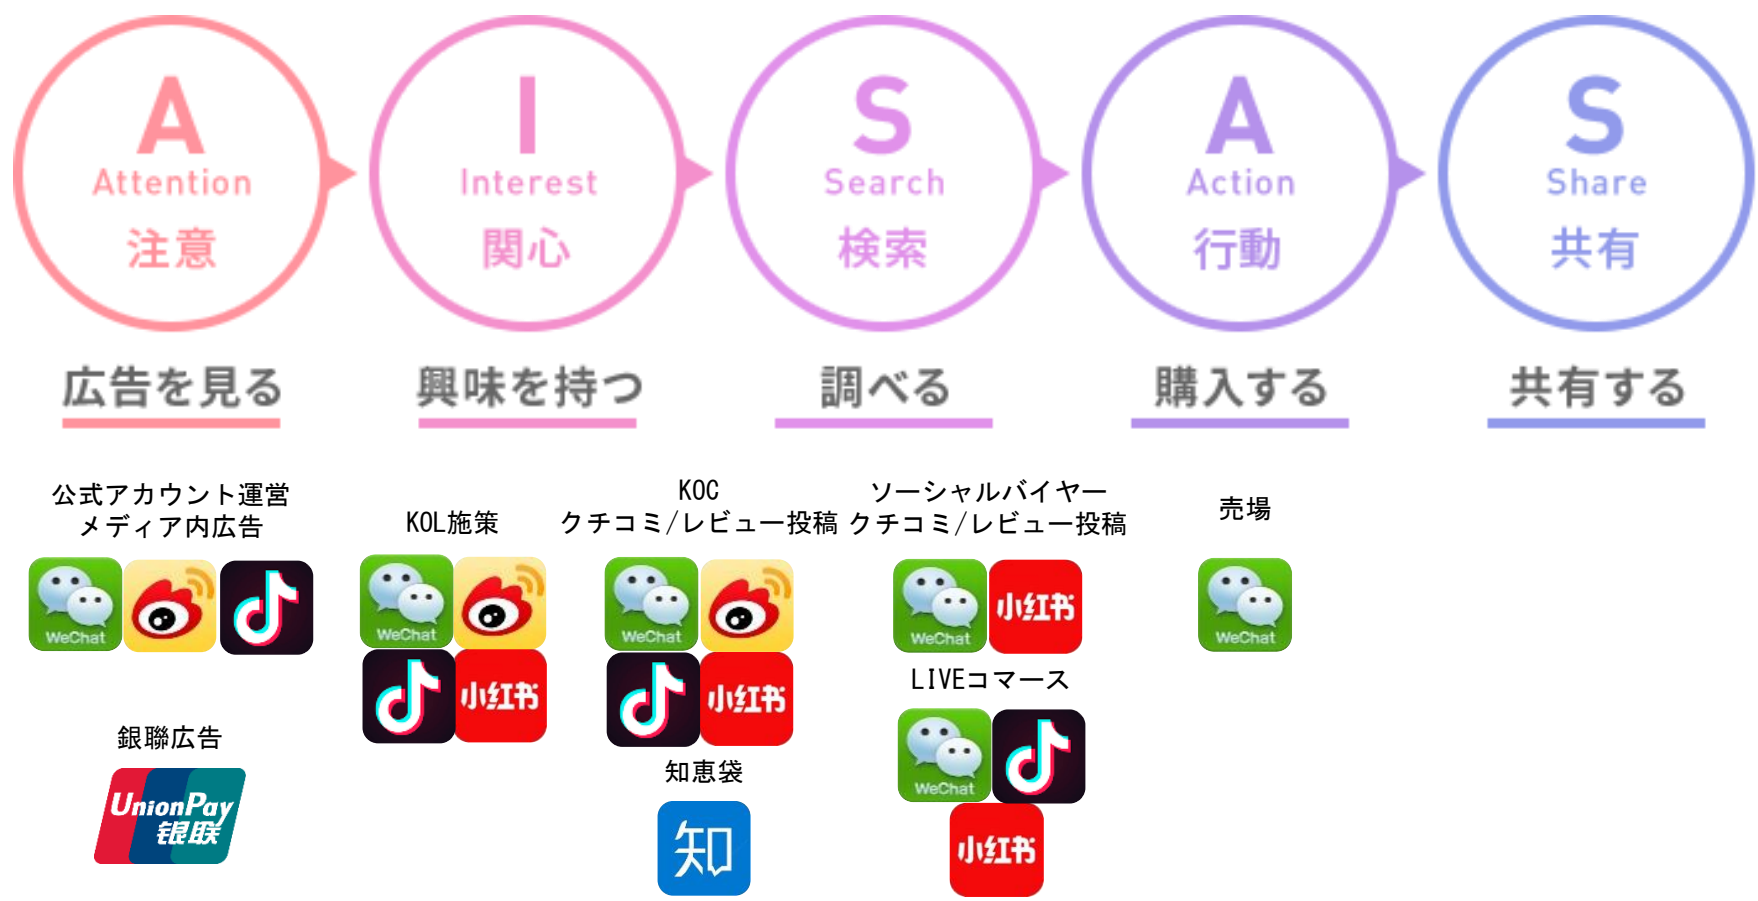 A
Attention
注意
I
Interest
関心
S
Search
検索
A
Action
行動
S
Share
共有
広告を見る
興味を持つ
調べる
購入する
共有する
公式アカウント運営
メディア内広告
WeChat
銀聯広告
UnionPay
银联
KOL施策
WeChat
小红书
KOC
クチコミ/レビュー投稿
WeChat
小红书
知恵袋
知
ソーシャルバイヤー
クチコミ/レビュー投稿
WeChat
小红书
LIVEコマース
WeChat
小红书
売場
WeChat